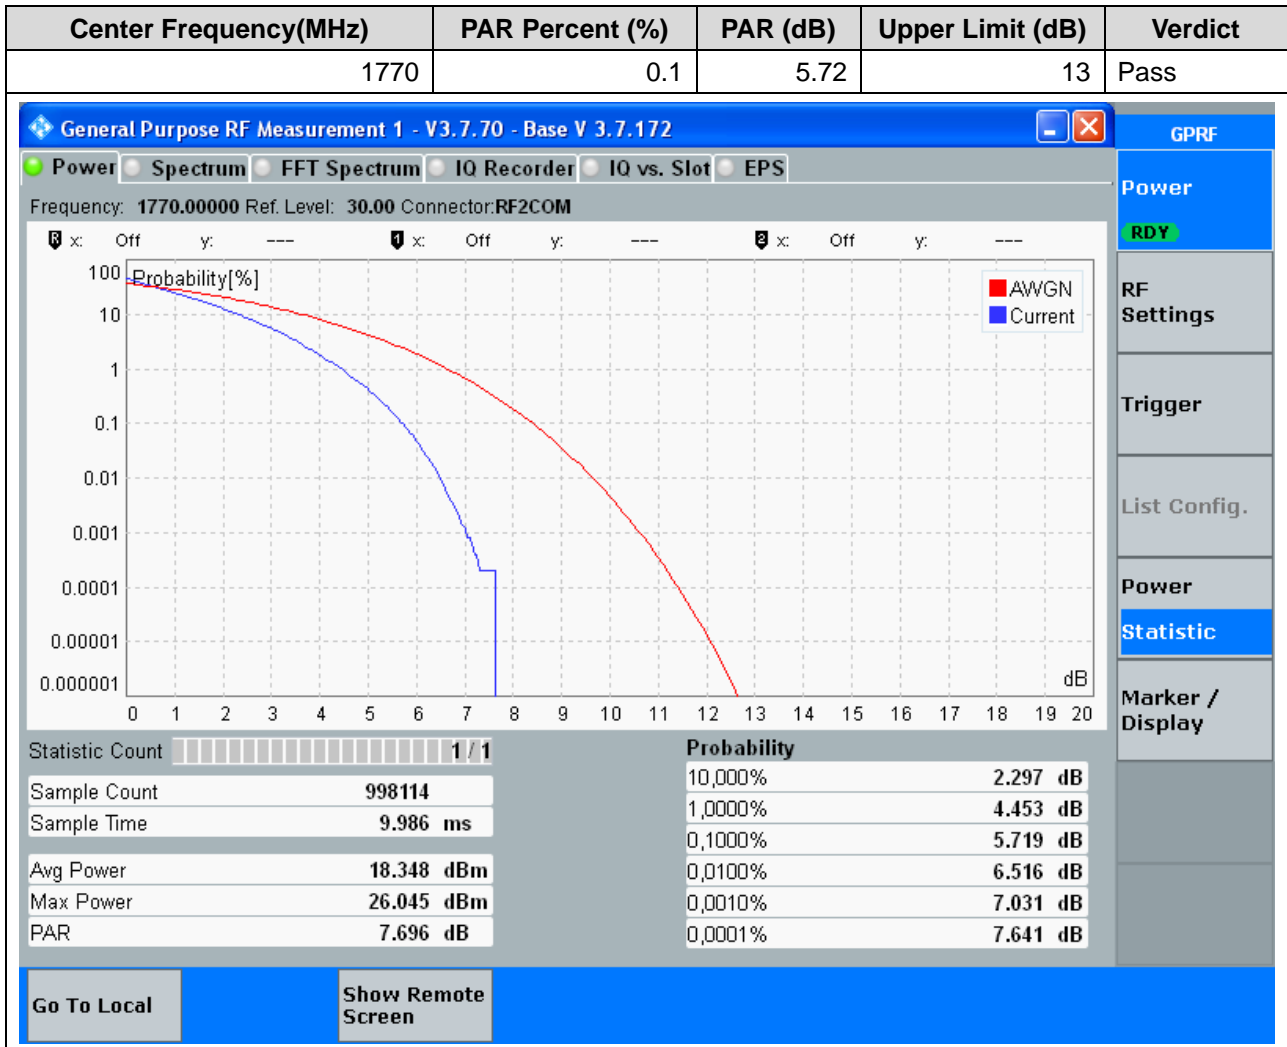 Center Frequency(MHz) PAR Percent (%) PAR (dB) Upper Limit (dB) Verdict
1770 0.1 5.72 13 Pass
General Purpose RF Measurement 1 - V3.7.70 - Base V 3.7.172
GPRF
Power Spectrum FFT Spectrum IQ Recorder IQ vs. Slot EPS
Frequency: 1770.00000 Ref. Level: 30.00 Connector:RF2COM
R x: Off y: --- 1 x: Off y: --- 2 x: Off y: ---
Probability[%]
AWGN
Current
100
10
1
0.1
0.01
0.001
0.0001
0.00001
0.000001
dB
0 1 2 3 4 5 6 7 8 9 10 11 12 13 14 15 16 17 18 19 20
Statistic Count 1 / 1
Sample Count 998114
Sample Time 9.986 ms
Avg Power 18.348 dBm
Max Power 26.045 dBm
PAR 7.696 dB
Probability
10,000% 2.297 dB
1,0000% 4.453 dB
0,1000% 5.719 dB
0,0100% 6.516 dB
0,0010% 7.031 dB
0,0001% 7.641 dB
Power
RDY
RF
Settings
Trigger
List Config.
Power
Statistic
Marker /
Display
Go To Local
Show Remote
Screen